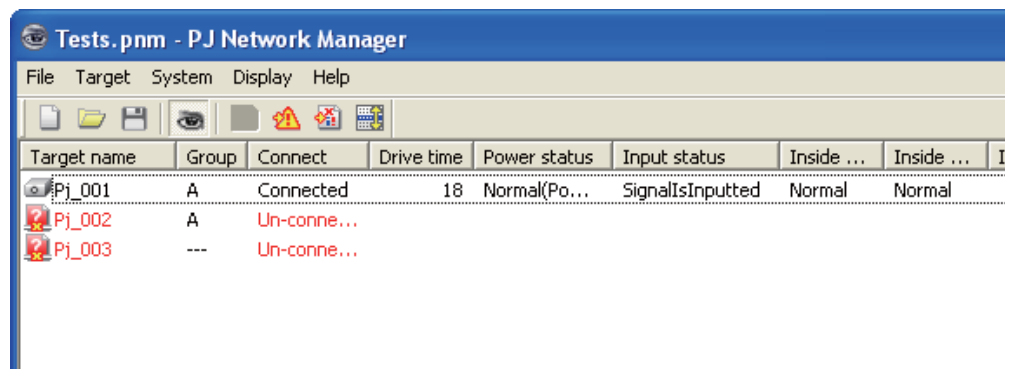 Tests.pnm - PJ Network Manager
File Target System Display Help
Target name Group Connect Drive time Power status Input status Inside ... Inside ...
Pj_001 A Connected 18 Normal(Po... SignalIsInputted Normal Normal
Pj_002 A Un-conne...
Pj_003 --- Un-conne...